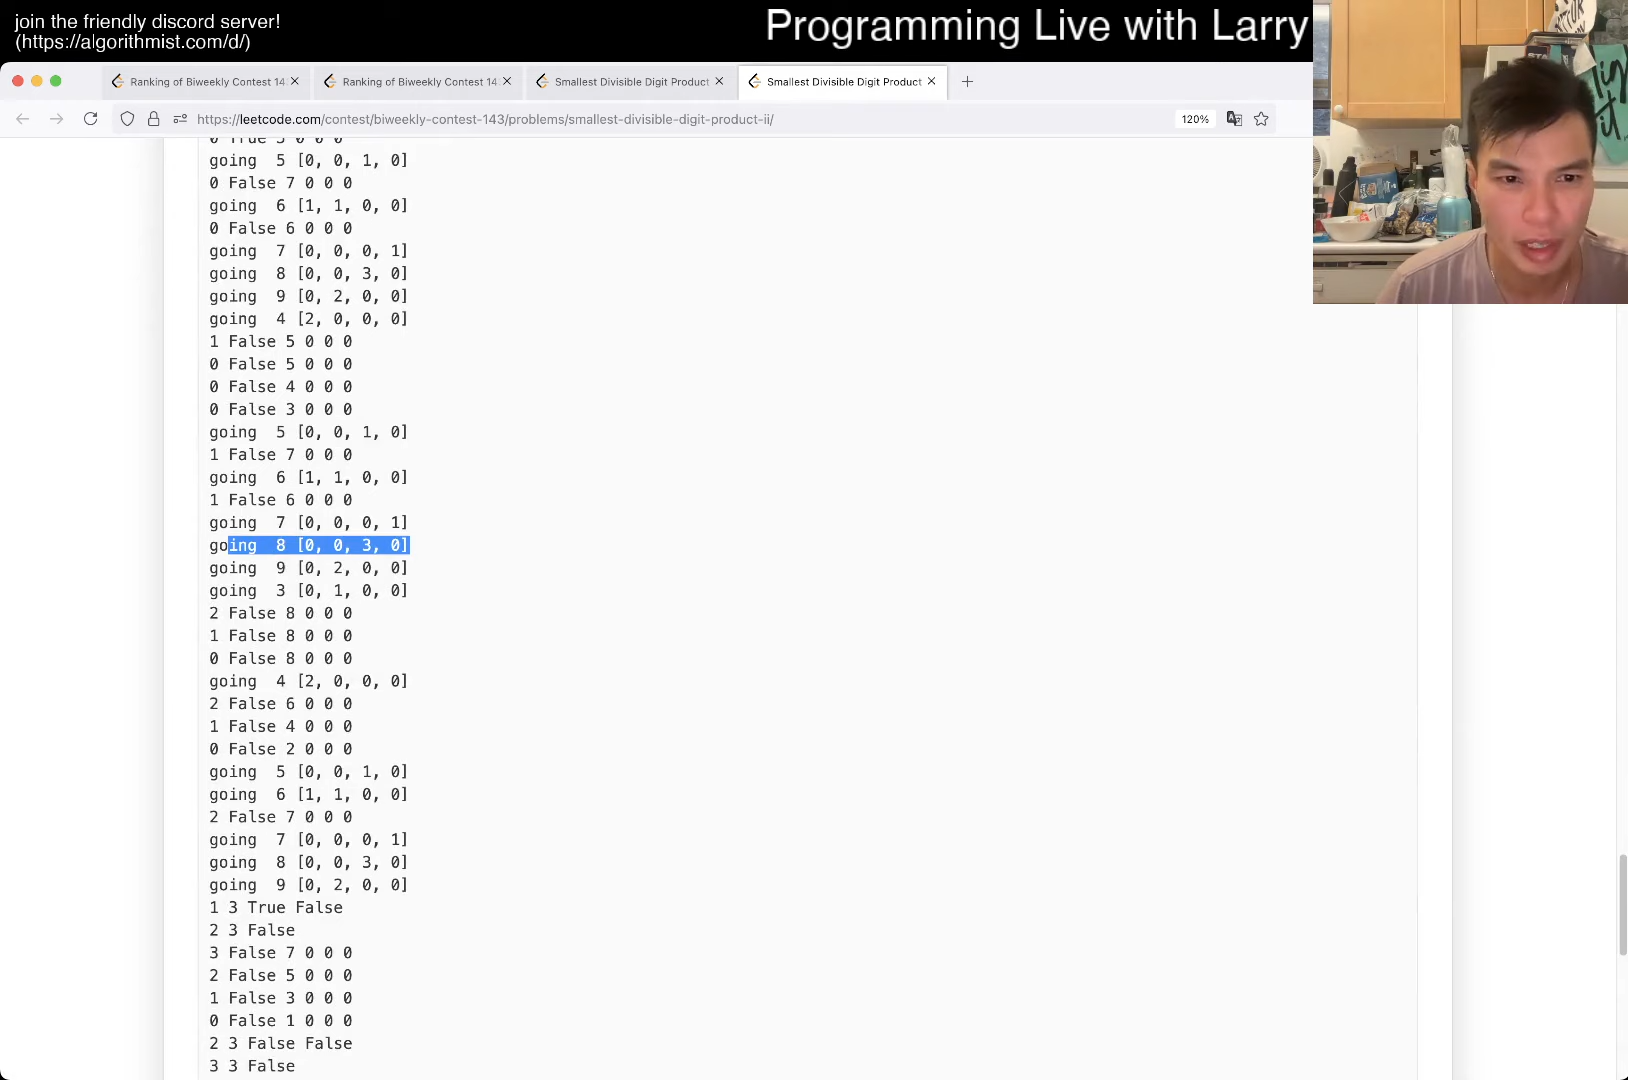 join the friendly discord server!
(https://algorithmist.com/d/)
Programming Live with Larry
Ranking of Biweekly Contest 14
Ranking of Biweekly Contest 14
Smallest Divisible Digit Product
Smallest Divisible Digit Product
https://leetcode.com/contest/biweekly-contest-143/problems/smallest-divisible-digit-product-ii/
120%
0 True 5 0 0 0
going  5 [0, 0, 1, 0]
0 False 7 0 0 0
going  6 [1, 1, 0, 0]
0 False 6 0 0 0
going  7 [0, 0, 0, 1]
going  8 [0, 0, 3, 0]
going  9 [0, 2, 0, 0]
going  4 [2, 0, 0, 0]
1 False 5 0 0 0
0 False 5 0 0 0
0 False 4 0 0 0
0 False 3 0 0 0
going  5 [0, 0, 1, 0]
1 False 7 0 0 0
going  6 [1, 1, 0, 0]
1 False 6 0 0 0
going  7 [0, 0, 0, 1]
going  8 [0, 0, 3, 0]
going  9 [0, 2, 0, 0]
going  3 [0, 1, 0, 0]
2 False 8 0 0 0
1 False 8 0 0 0
0 False 8 0 0 0
going  4 [2, 0, 0, 0]
2 False 6 0 0 0
1 False 4 0 0 0
0 False 2 0 0 0
going  5 [0, 0, 1, 0]
going  6 [1, 1, 0, 0]
2 False 7 0 0 0
going  7 [0, 0, 0, 1]
going  8 [0, 0, 3, 0]
going  9 [0, 2, 0, 0]
1 3 True False
2 3 False
3 False 7 0 0 0
2 False 5 0 0 0
1 False 3 0 0 0
0 False 1 0 0 0
2 3 False False
3 3 False